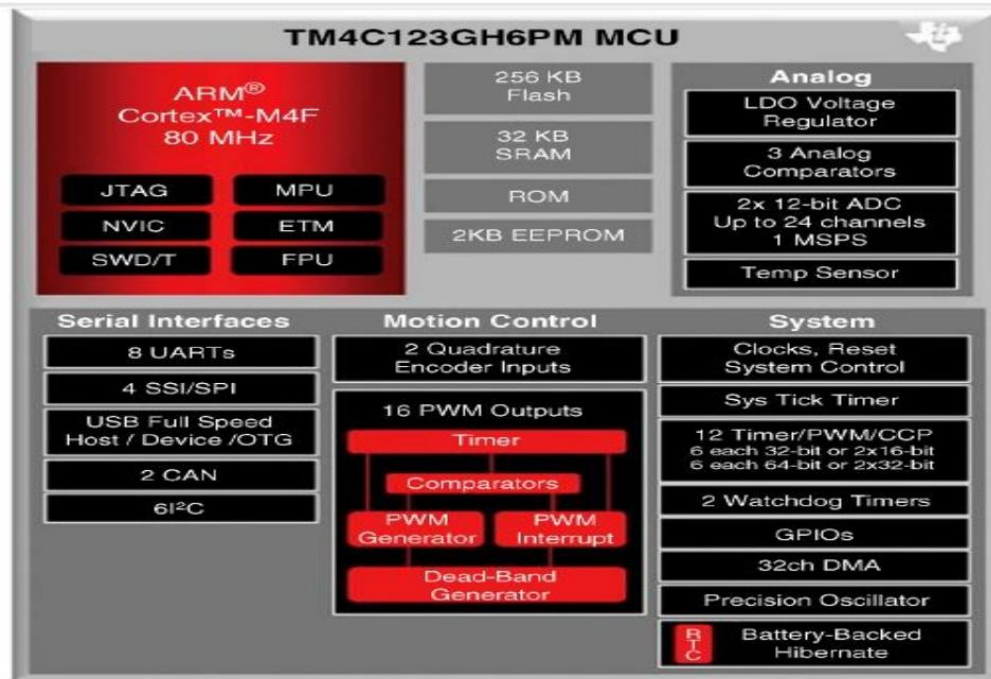 TM4C123GH6PM MCU
ARM®
Cortex™-M4F
80 MHz
JTAG
MPU
NVIC
ETM
SWD/T
FPU
256 KB
Flash
32 KB
SRAM
ROM
2KB EEPROM
Analog
LDO Voltage
Regulator
3 Analog
Comparators
2x 12-bit ADC
Up to 24 channels
1 MSPS
Temp Sensor
Serial Interfaces
8 UARTs
4 SSI/SPI
USB Full Speed
Host / Device /OTG
2 CAN
6I²C
Motion Control
2 Quadrature
Encoder Inputs
16 PWM Outputs
Timer
Comparators
PWM
Generator
PWM
Interrupt
Dead-Band
Generator
System
Clocks, Reset
System Control
Sys Tick Timer
12 Timer/PWM/CCP
6 each 32-bit or 2x16-bit
6 each 64-bit or 2x32-bit
2 Watchdog Timers
GPIOs
32ch DMA
Precision Oscillator
RTC
Battery-Backed
Hibernate